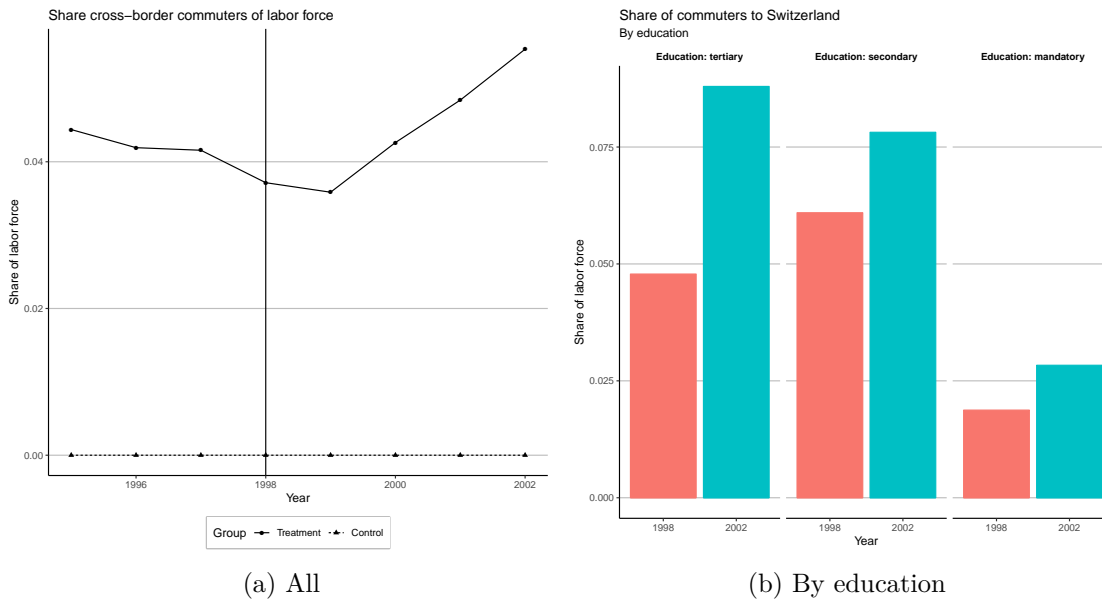 Share cross−border commuters of labor force
Share of labor force
0.04
0.02
0.00
1996 1998 2000 2002
Year
Group Treatment Control
(a) All
Share of commuters to Switzerland
By education
Education: tertiary Education: secondary Education: mandatory
Share of labor force
0.075
0.050
0.025
0.000
1998 2002 1998 2002 1998 2002
Year
(b) By education